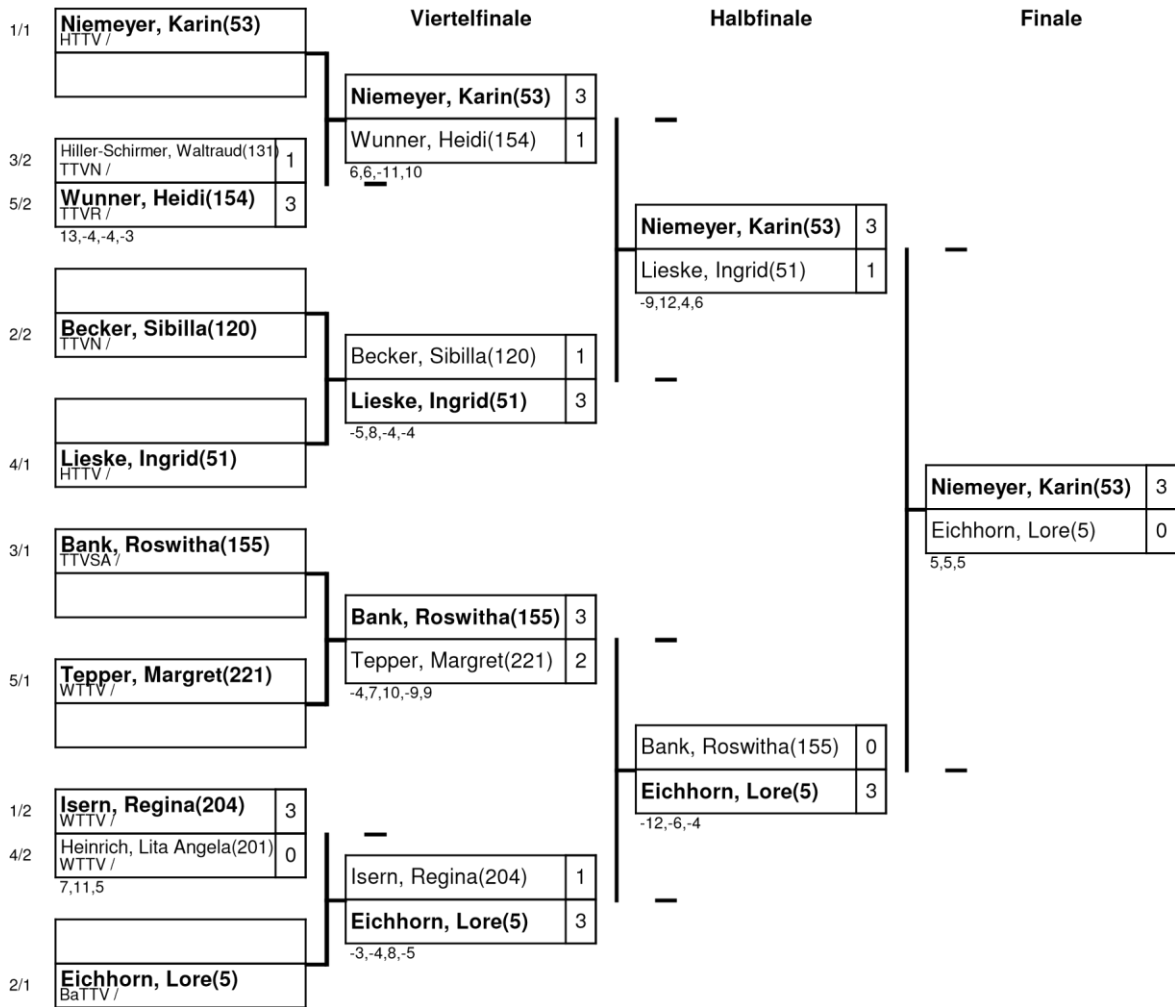 Viertelfinale
Halbfinale
Finale
1/1
Niemeyer, Karin(53)
HTTV /
3/2
Hiller-Schirmer, Waltraud(131)
1
TTVN /
5/2
Wunner, Heidi(154)
3
TTVR /
13,-4,-4,-3
2/2
Becker, Sibilla(120)
TTVN /
4/1
Lieske, Ingrid(51)
HTTV /
3/1
Bank, Roswitha(155)
TTVSA /
5/1
Tepper, Margret(221)
WTTV /
1/2
Isern, Regina(204)
3
WTTV /
4/2
Heinrich, Lita Angela(201)
0
WTTV /
7,11,5
2/1
Eichhorn, Lore(5)
BaTTV /
Niemeyer, Karin(53) 3
Wunner, Heidi(154) 1
6,6,-11,10
Becker, Sibilla(120) 1
Lieske, Ingrid(51) 3
-5,8,-4,-4
Bank, Roswitha(155) 3
Tepper, Margret(221) 2
-4,7,10,-9,9
Isern, Regina(204) 1
Eichhorn, Lore(5) 3
-3,-4,8,-5
Niemeyer, Karin(53) 3
Lieske, Ingrid(51) 1
-9,12,4,6
Bank, Roswitha(155) 0
Eichhorn, Lore(5) 3
-12,-6,-4
Niemeyer, Karin(53) 3
Eichhorn, Lore(5) 0
5,5,5